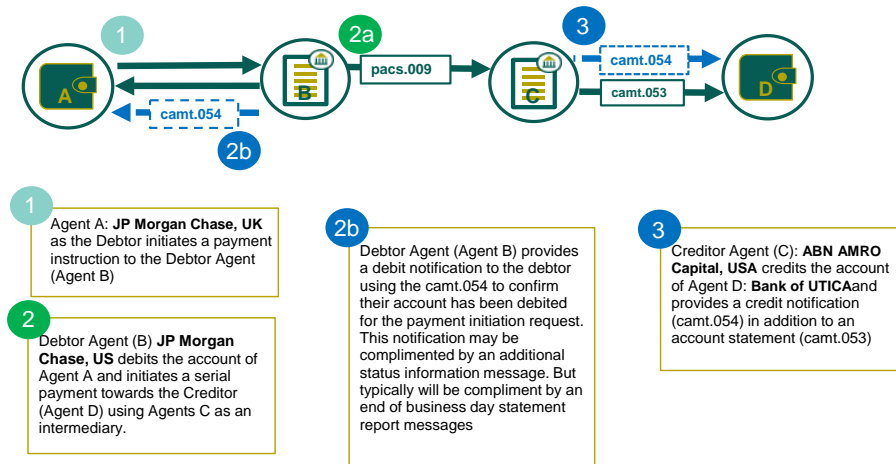 1
2a
3
A
B
pacs.009
C
camt.054
camt.053
D
camt.054
2b
1
Agent A: JP Morgan Chase, UK
as the Debtor initiates a payment
instruction to the Debtor Agent
(Agent B)
2
Debtor Agent (B) JP Morgan
Chase, US debits the account of
Agent A and initiates a serial
payment towards the Creditor
(Agent D) using Agents C as an
intermediary.
2b
Debtor Agent (Agent B) provides
a debit notification to the debtor
using the camt.054 to confirm
their account has been debited
for the payment initiation request.
This notification may be
complimented by an additional
status information message. But
typically will be compliment by an
end of business day statement
report messages
3
Creditor Agent (C): ABN AMRO
Capital, USA credits the account
of Agent D: Bank of UTICAand
provides a credit notification
(camt.054) in addition to an
account statement (camt.053)